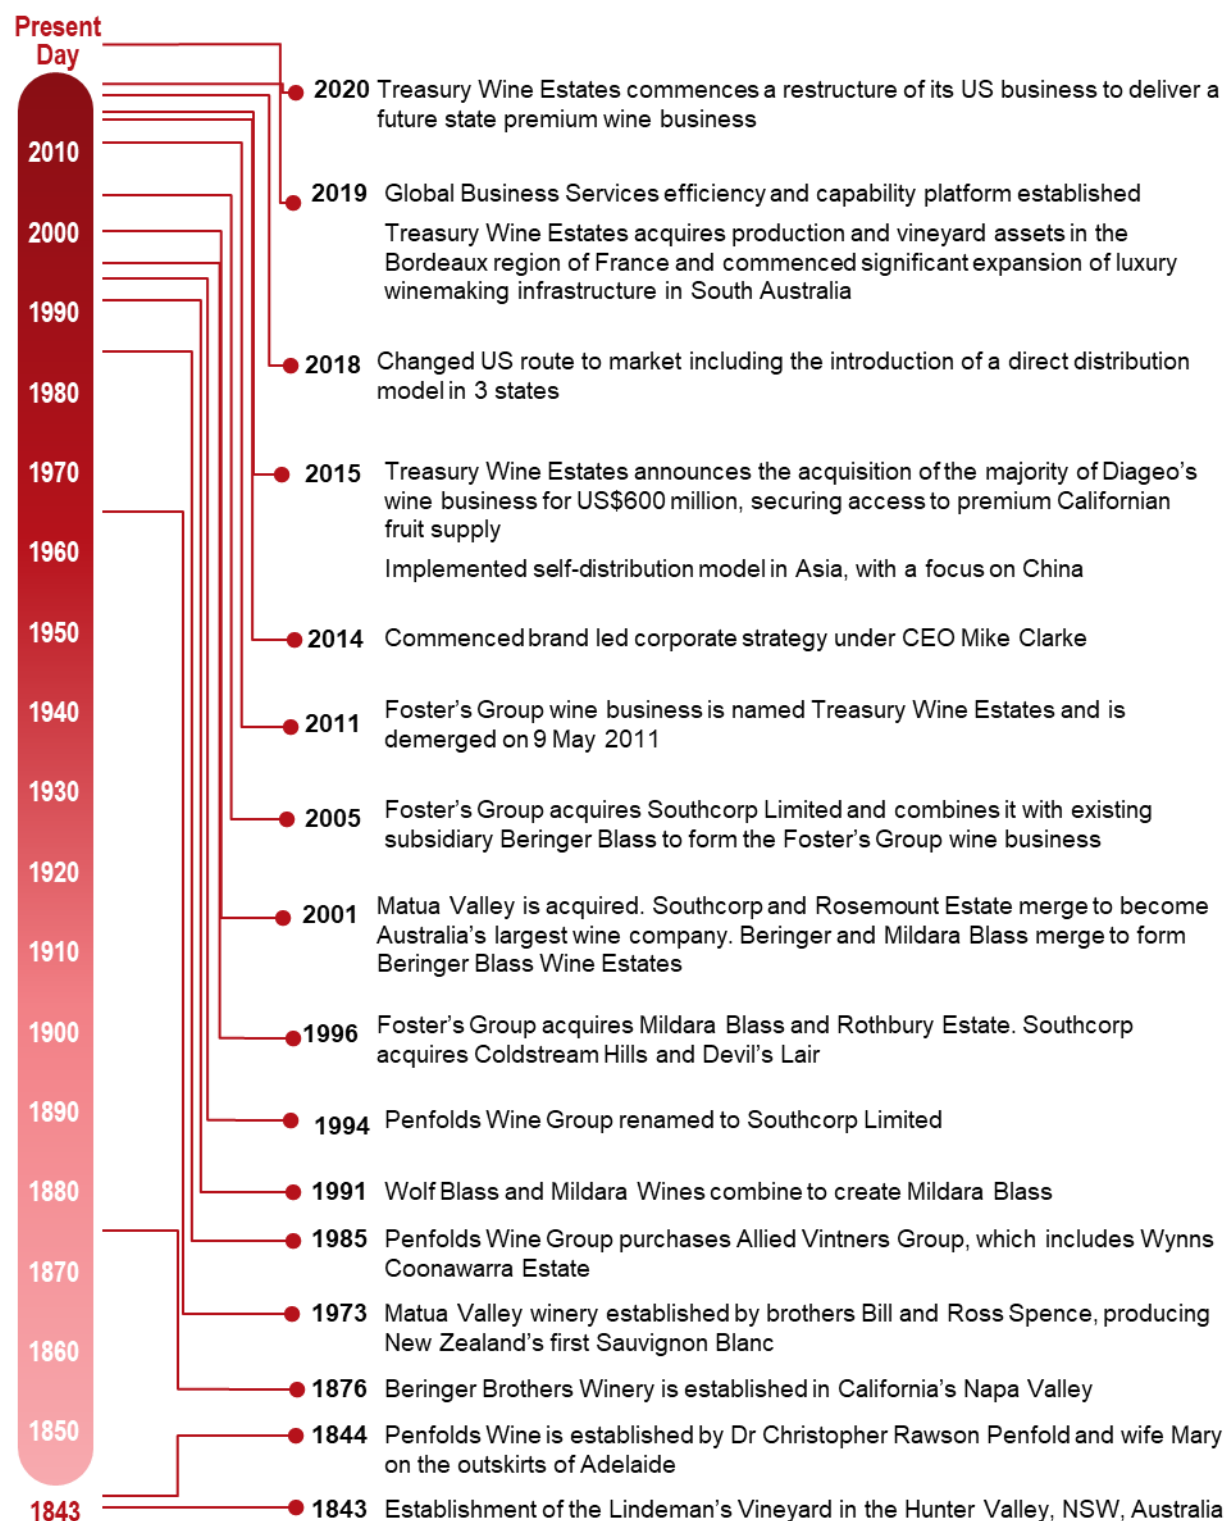 Present
Day
2010
2000
1990
1980
1970
1960
1950
1940
1930
1920
1910
1900
1890
1880
1870
1860
1850
1843
2020 Treasury Wine Estates commences a restructure of its US business to deliver a
future state premium wine business
2019 Global Business Services efficiency and capability platform established
Treasury Wine Estates acquires production and vineyard assets in the
Bordeaux region of France and commenced significant expansion of luxury
winemaking infrastructure in South Australia
2018 Changed US route to market including the introduction of a direct distribution
model in 3 states
2015 Treasury Wine Estates announces the acquisition of the majority of Diageo's
wine business for US$600 million, securing access to premium Californian
fruit supply
Implemented self-distribution model in Asia, with a focus on China
2014 Commenced brand led corporate strategy under CEO Mike Clarke
2011 Foster's Group wine business is named Treasury Wine Estates and is
demerged on 9 May 2011
2005 Foster's Group acquires Southcorp Limited and combines it with existing
subsidiary Beringer Blass to form the Foster's Group wine business
2001 Matua Valley is acquired. Southcorp and Rosemount Estate merge to become
Australia's largest wine company. Beringer and Mildara Blass merge to form
Beringer Blass Wine Estates
1996 Foster's Group acquires Mildara Blass and Rothbury Estate. Southcorp
acquires Coldstream Hills and Devil's Lair
1994 Penfolds Wine Group renamed to Southcorp Limited
1991 Wolf Blass and Mildara Wines combine to create Mildara Blass
1985 Penfolds Wine Group purchases Allied Vintners Group, which includes Wynns
Coonawarra Estate
1973 Matua Valley winery established by brothers Bill and Ross Spence, producing
New Zealand's first Sauvignon Blanc
1876 Beringer Brothers Winery is established in California's Napa Valley
1844 Penfolds Wine is established by Dr Christopher Rawson Penfold and wife Mary
on the outskirts of Adelaide
1843 Establishment of the Lindeman's Vineyard in the Hunter Valley, NSW, Australia